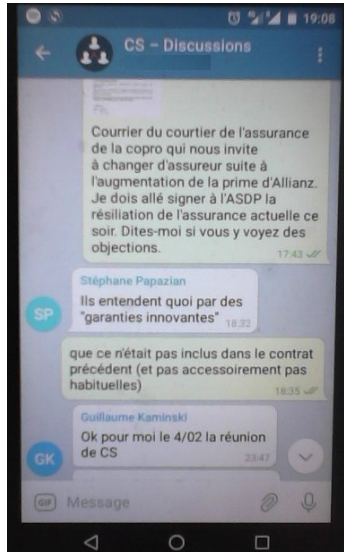 19:08
CS – Discussions
Courrier du courtier de l'assurance
de la copro qui nous invite
à changer d'assureur suite à
l'augmentation de la prime d'Allianz.
Je dois allé signer à l'ASDP la
résiliation de l'assurance actuelle ce
soir. Dites-moi si vous y voyez des
objections.
17:43
Stéphane Papazian
SP
Ils entendent quoi par des
"garanties innovantes"
18:32
que ce n'était pas inclus dans le contrat
précédent (et pas accessoirement pas
habituelles)
18:35
Guillaume Kaminski
GK
Ok pour moi le 4/02 la réunion
de CS
23:47
GIF
Message